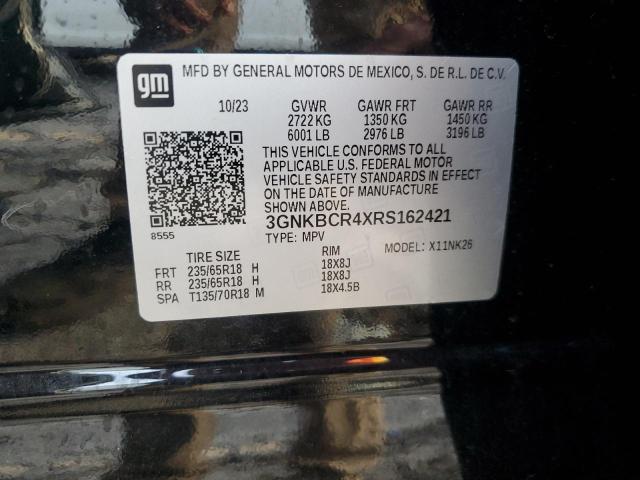 gm MFD BY GENERAL MOTORS DE MEXICO, S. DE R.L. DE C.V.
10/23 GVWR GAWR FRT GAWR RR
2722 KG 1350 KG 1450 KG
6001 LB 2976 LB 3196 LB
THIS VEHICLE CONFORMS TO ALL
APPLICABLE U.S. FEDERAL MOTOR
VEHICLE SAFETY STANDARDS IN EFFECT
ON THE DATE OF MANUFACTURE
SHOWN ABOVE.
3GNKBCR4XRS162421
8555 TYPE: MPV MODEL: X11NK26
TIRE SIZE RIM
FRT 235/65R18 H 18X8J
RR 235/65R18 H 18X8J
SPA T135/70R18 M 18X4.5B